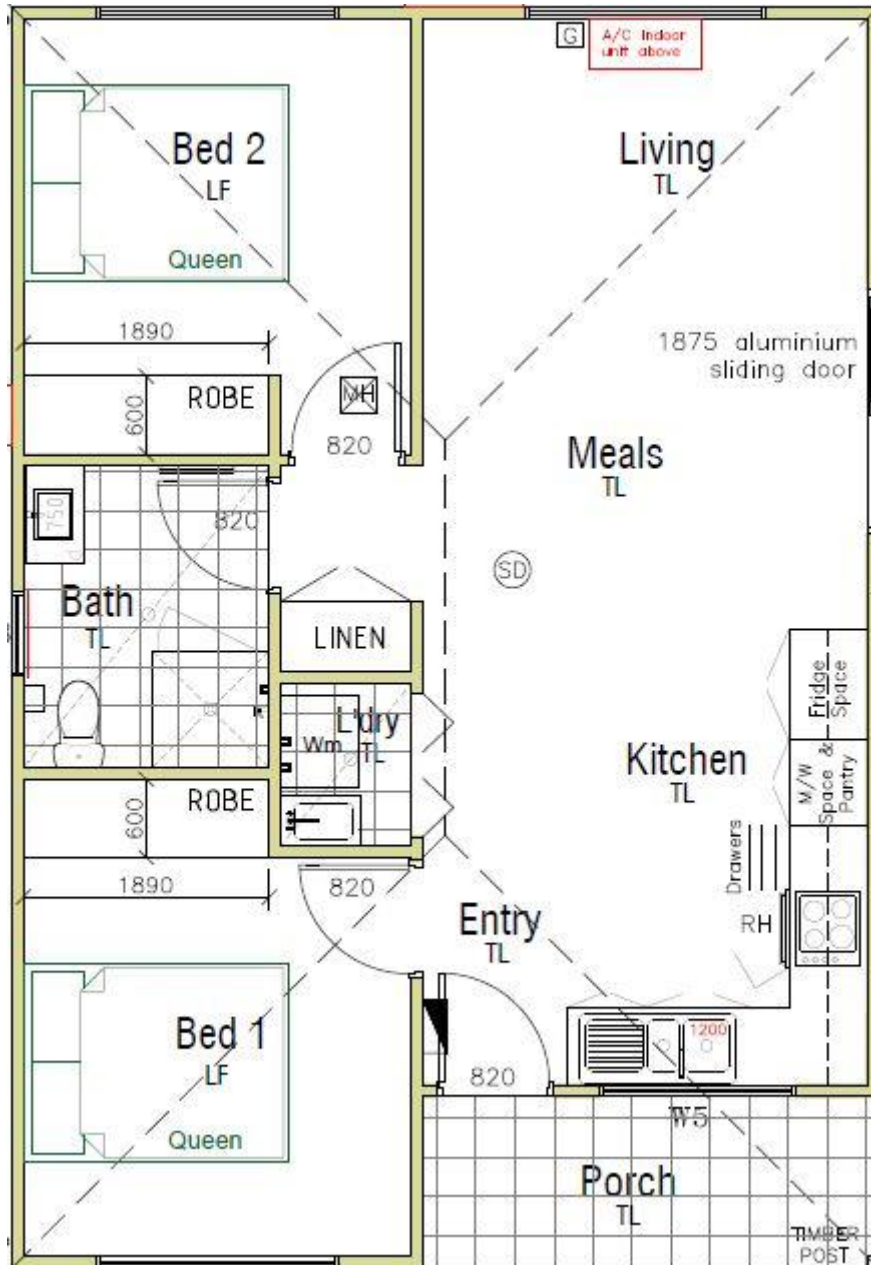 G
A/C Indoor
unit above
Bed 2
LF
Queen
Living
TL
1890
1875 aluminium
sliding door
ROBE
600
MH
820
Meals
TL
750
820
Bath
TL
SD
LINEN
Fridge
Space
L'dry
TL
Wm
Kitchen
TL
M/W
Space &
Pantry
ROBE
600
Drawers
1890
820
Entry
TL
RH
Bed 1
LF
Queen
1200
820
W5
Porch
TL
TIMBER
POST